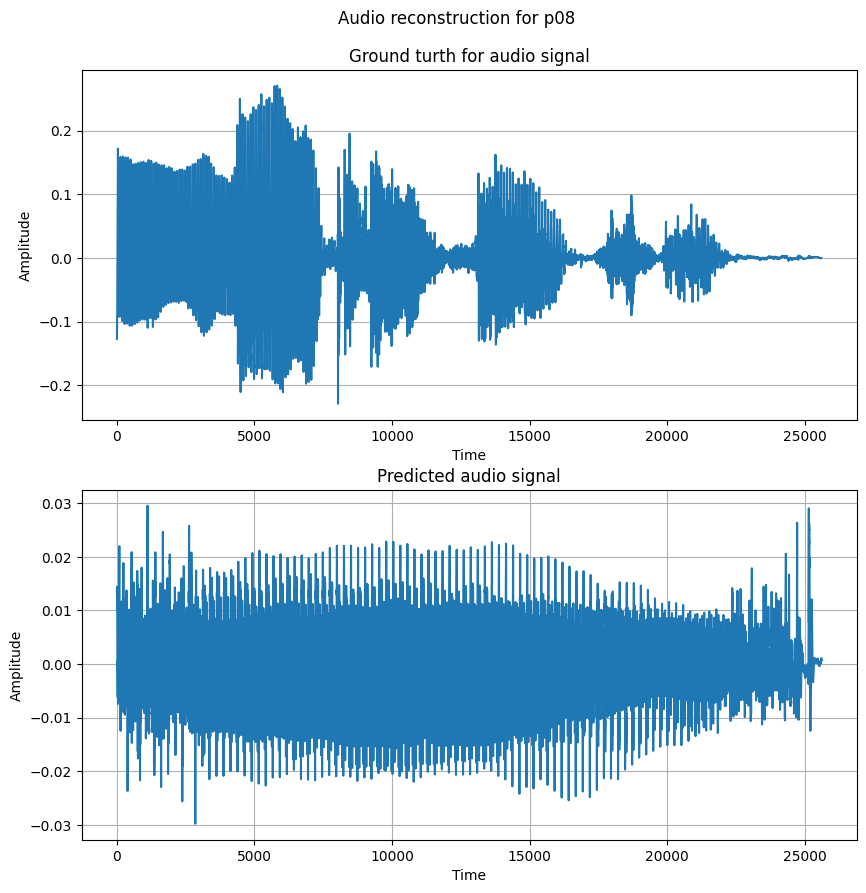 Audio reconstruction for p08
Ground turth for audio signal
Amplitude
0.2
0.1
0.0
−0.1
−0.2
0 5000 10000 15000 20000 25000
Time
Predicted audio signal
Amplitude
0.03
0.02
0.01
0.00
−0.01
−0.02
−0.03
0 5000 10000 15000 20000 25000
Time